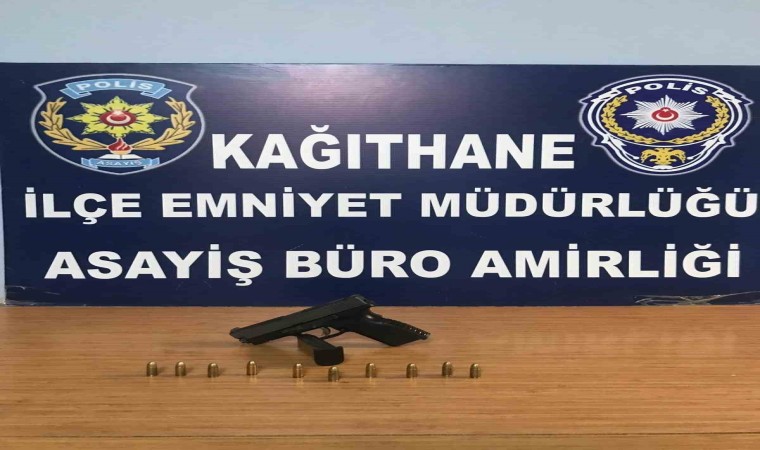 POLİS
ASAYİŞ
POLİS
KAĞITHANE
İLÇE EMNİYET MÜDÜRLÜĞÜ
ASAYİŞ BÜRO AMİRLİĞİ